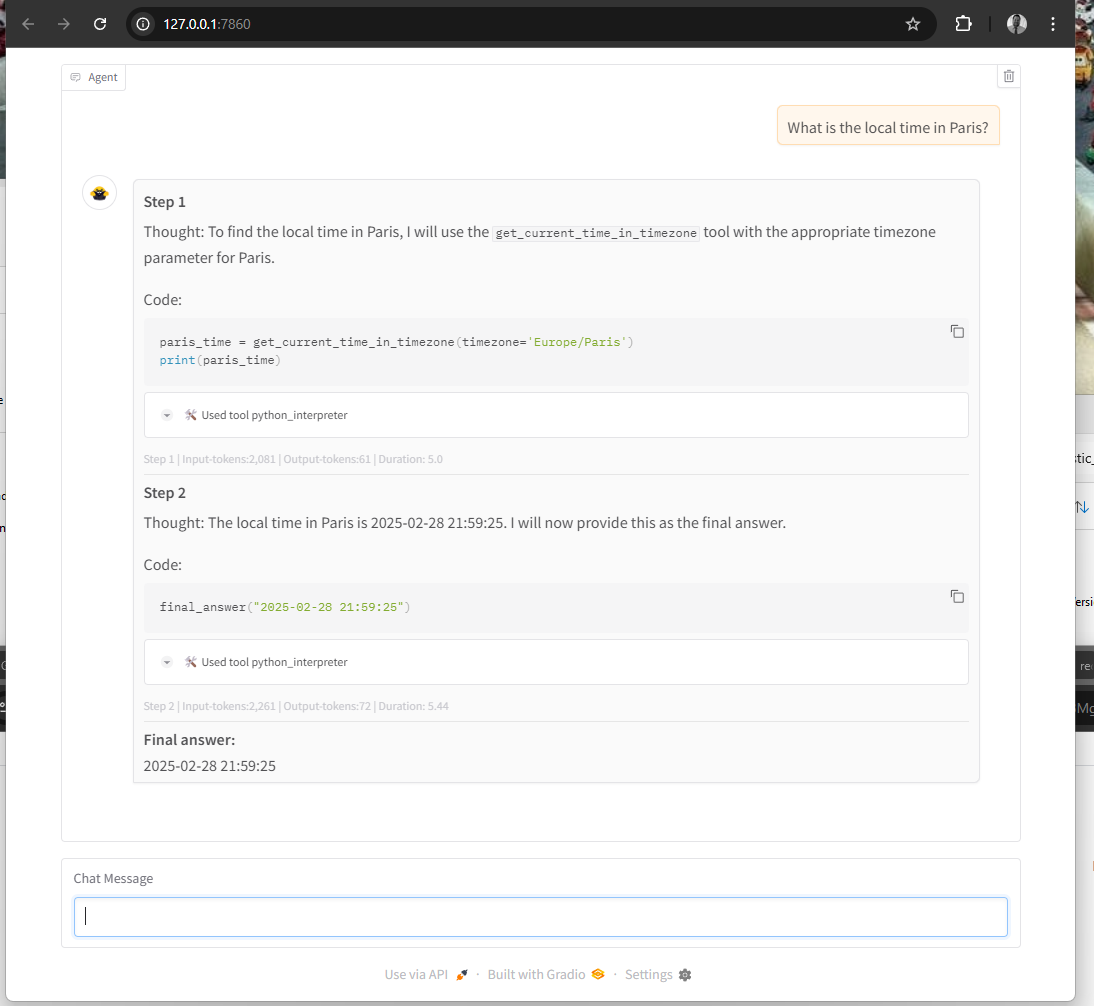 127.0.0.1:7860
Agent
What is the local time in Paris?
Step 1
Thought: To find the local time in Paris, I will use the get_current_time_in_timezone tool with the appropriate timezone
parameter for Paris.
Code:
paris_time = get_current_time_in_timezone(timezone='Europe/Paris')
print(paris_time)
Used tool python_interpreter
Step 1 | Input-tokens:2,081 | Output-tokens:61 | Duration: 5.0
Step 2
Thought: The local time in Paris is 2025-02-28 21:59:25. I will now provide this as the final answer.
Code:
final_answer("2025-02-28 21:59:25")
Used tool python_interpreter
Step 2 | Input-tokens:2,261 | Output-tokens:72 | Duration: 5.44
Final answer:
2025-02-28 21:59:25
Chat Message
Use via API · Built with Gradio · Settings